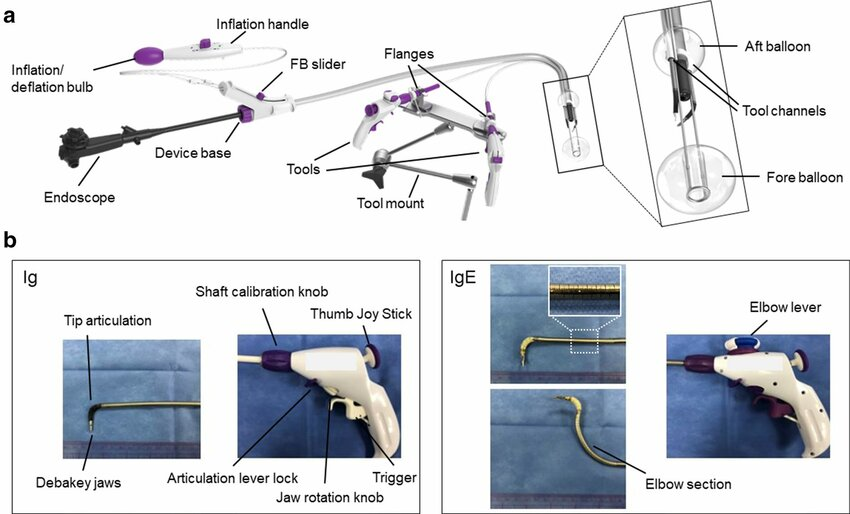 a
Inflation handle
Inflation/
deflation bulb
FB slider
Flanges
Aft balloon
Tool channels
Device base
Tools
Endoscope
Tool mount
Fore balloon
b
Ig
Shaft calibration knob
Thumb Joy Stick
Tip articulation
Debakey jaws
Articulation lever lock
Trigger
Jaw rotation knob
IgE
Elbow lever
Elbow section